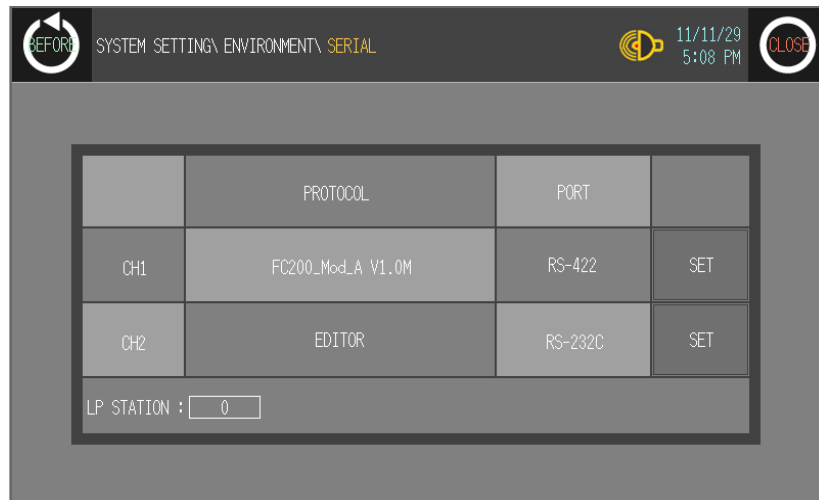 BEFORE SYSTEM SETTING\ ENVIRONMENT\ SERIAL 11/11/29 CLOSE
5:08 PM
PROTOCOL PORT
CH1 FC200_Mod_A V1.0M RS-422 SET
CH2 EDITOR RS-232C SET
LP STATION : 0